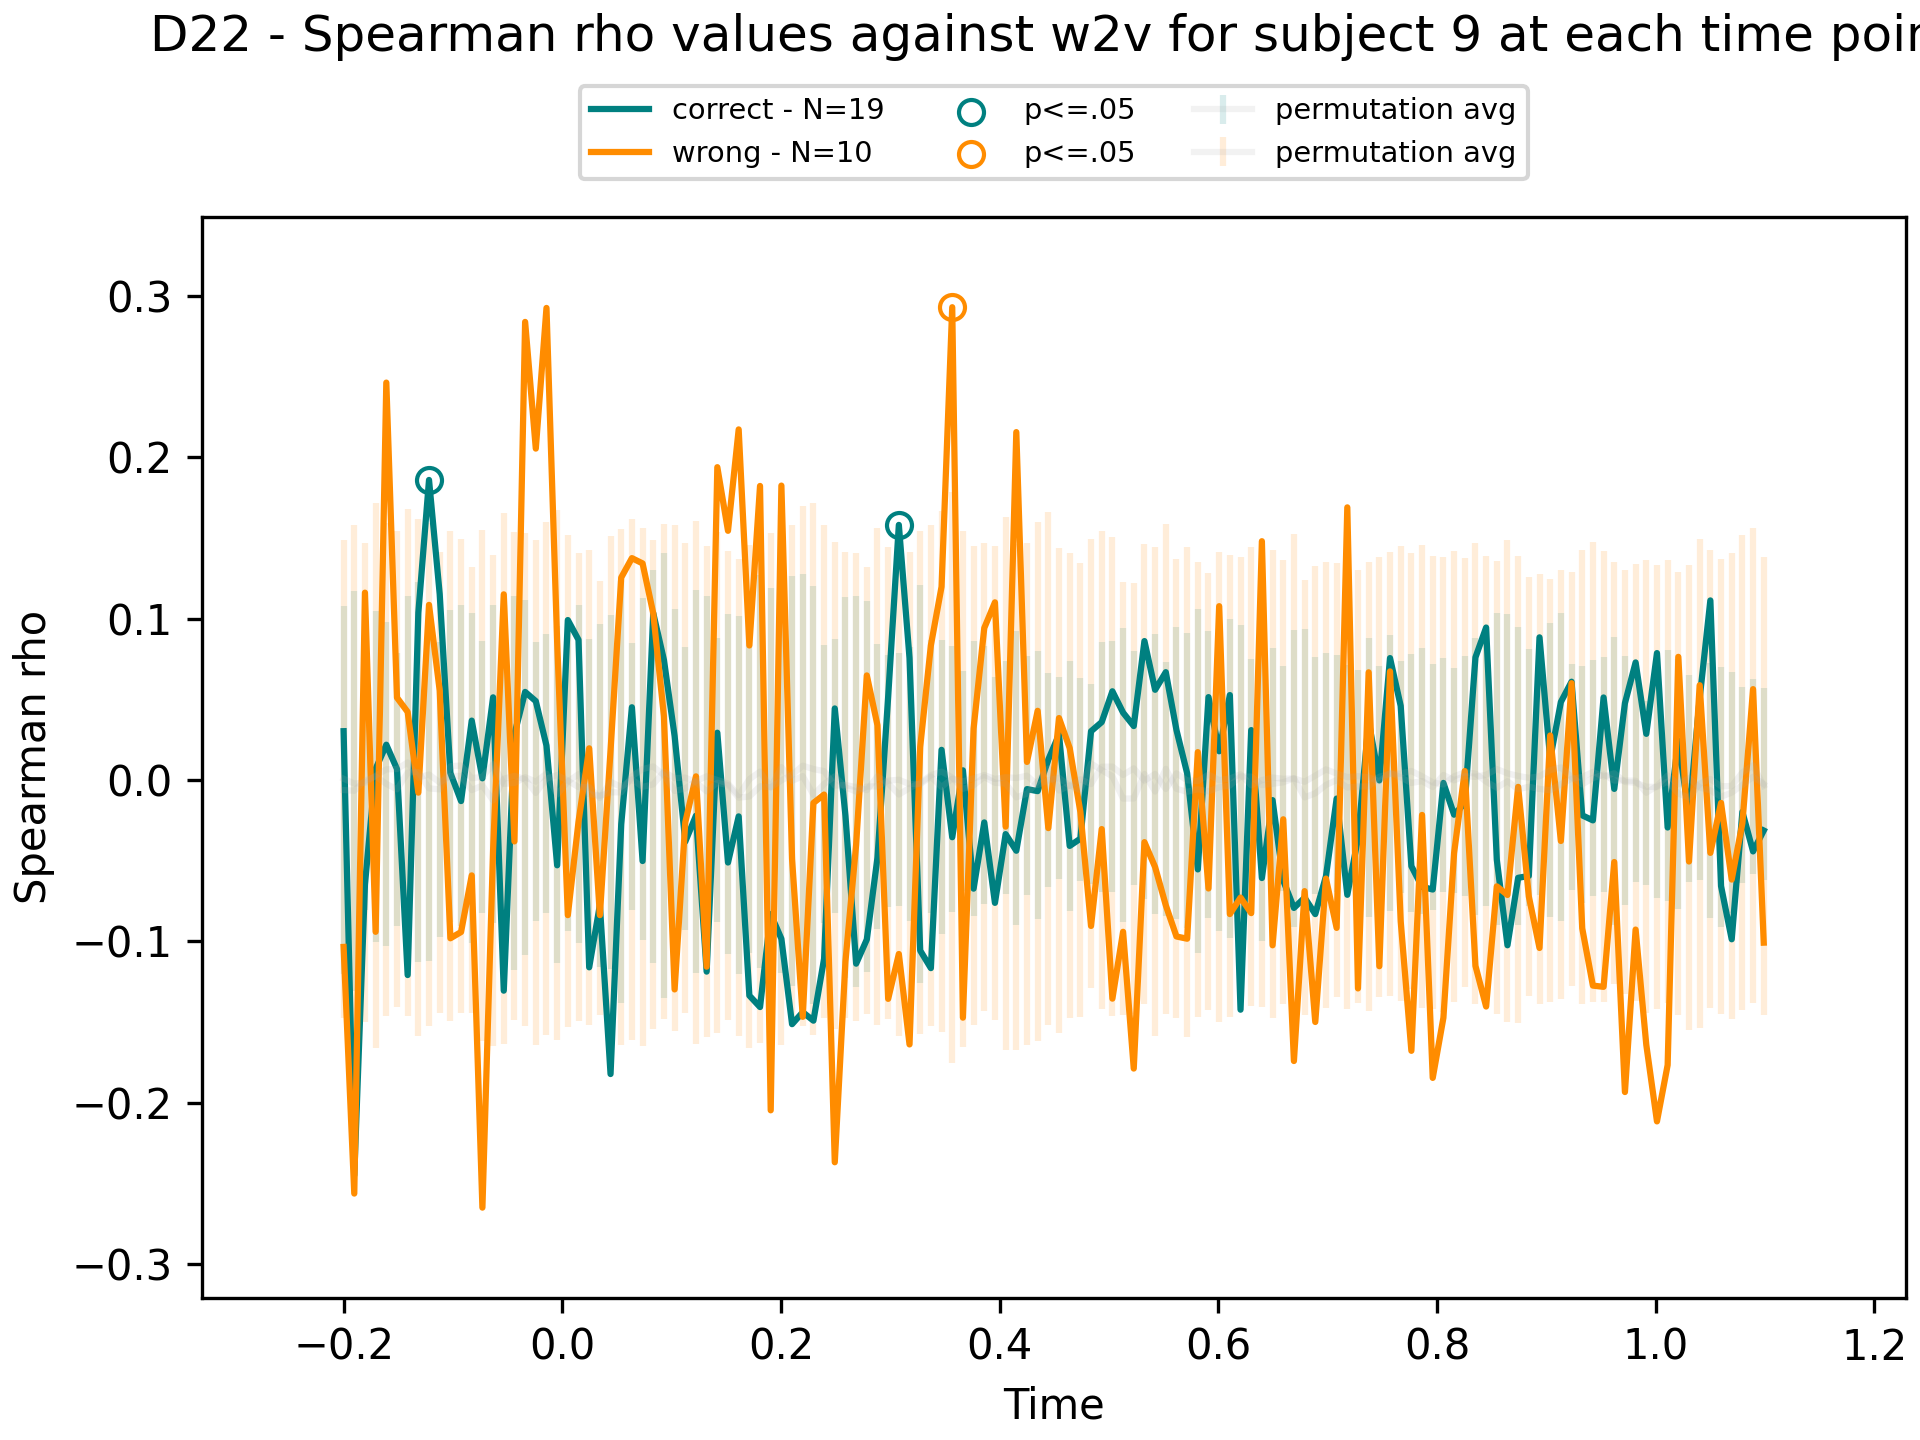 D22 - Spearman rho values against w2v for subject 9 at each time
correct - N=19 p<=.05 permutation avg
wrong - N=10 p<=.05 permutation avg
0.3
0.2
0.1
0.0
−0.1
−0.2
−0.3
Spearman rho
−0.2 0.0 0.2 0.4 0.6 0.8 1.0 1.2
Time